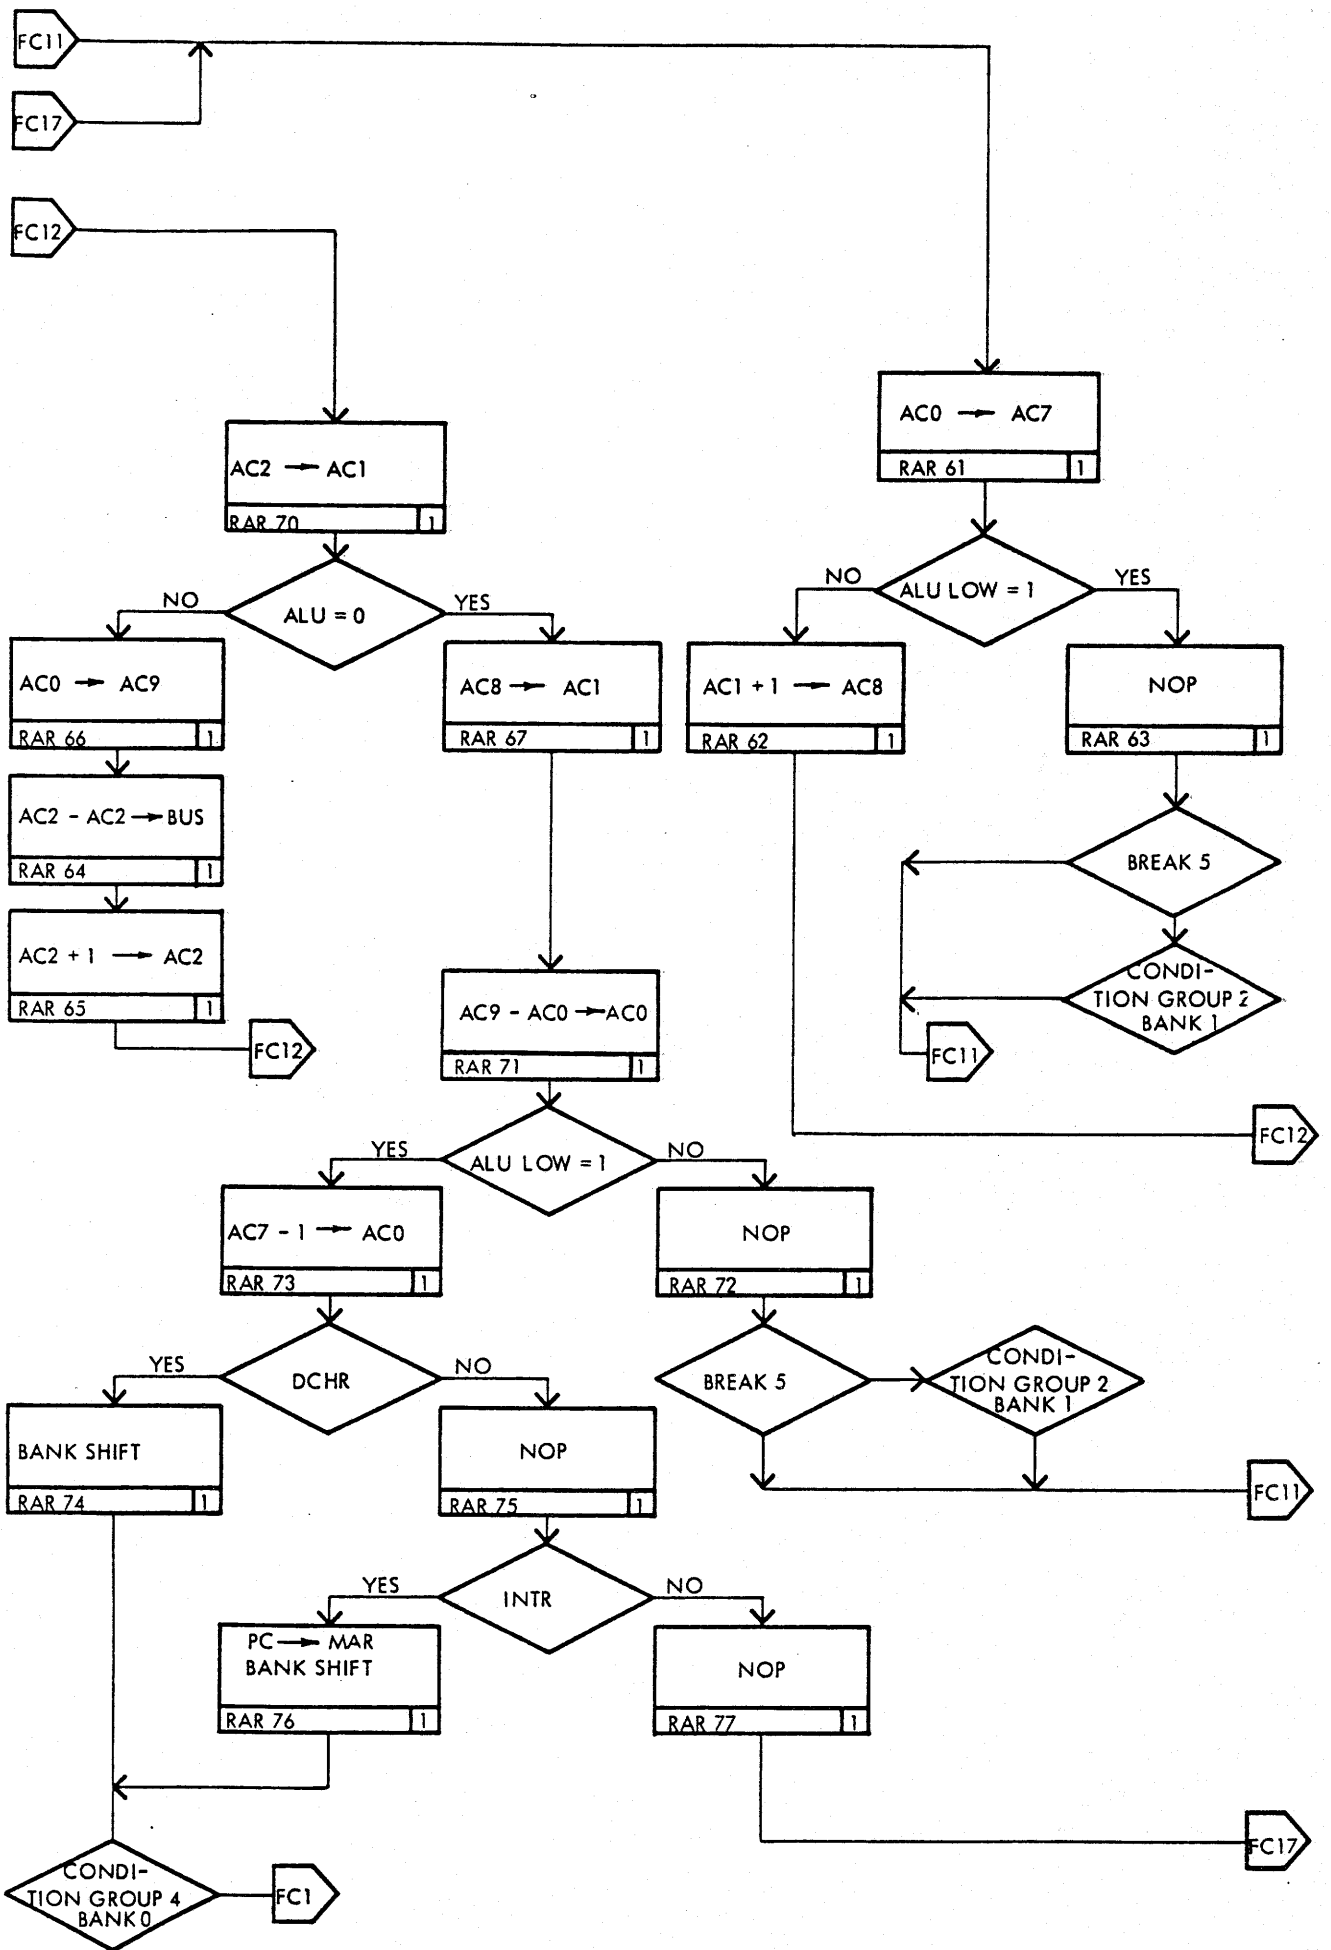 FC11
FC17
FC12
AC0 → AC7
RAR 61 1
AC2 → AC1
RAR 70 1
ALU LOW = 1
NO
YES
ALU = 0
NO
YES
AC0 → AC9
RAR 66 1
AC8 → AC1
RAR 67 1
AC1 + 1 → AC8
RAR 62 1
NOP
RAR 63 1
AC2 - AC2 → BUS
RAR 64 1
BREAK 5
AC2 + 1 → AC2
RAR 65 1
CONDI-
TION GROUP 2
BANK 1
FC12
AC9 - AC0 → AC0
RAR 71 1
FC11
FC12
YES
ALU LOW = 1
NO
AC7 - 1 → AC0
RAR 73 1
NOP
RAR 72 1
YES
DCHR
NO
BREAK 5
CONDI-
TION GROUP 2
BANK 1
BANK SHIFT
RAR 74 1
NOP
RAR 75 1
FC11
YES
INTR
NO
PC → MAR
BANK SHIFT
RAR 76 1
NOP
RAR 77 1
FC17
CONDI-
TION GROUP 4
BANK 0
FC1